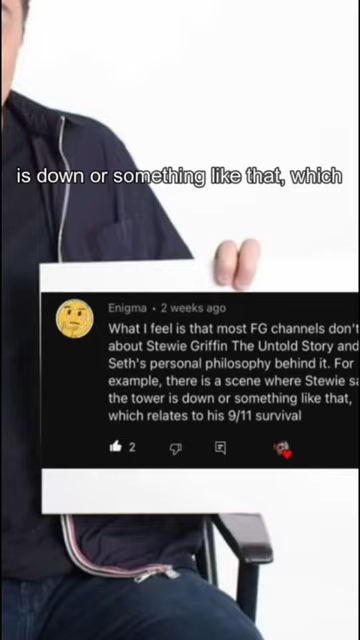 is down or something like that, which
Enigma • 2 weeks ago
What I feel is that most FG channels don't
about Stewie Griffin The Untold Story and
Seth's personal philosophy behind it. For
example, there is a scene where Stewie
the tower is down or something like that,
which relates to his 9/11 survival
2